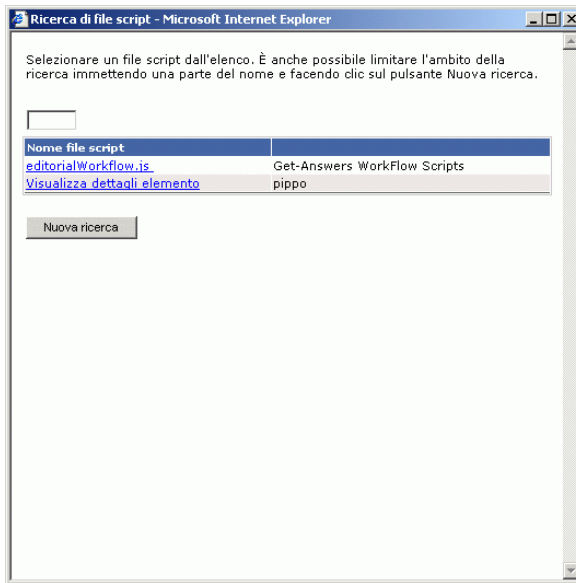 Ricerca di file script - Microsoft Internet Explorer
Selezionare un file script dall'elenco. È anche possibile limitare l'ambito della
ricerca immettendo una parte del nome e facendo clic sul pulsante Nuova ricerca.
Nome file script
editorialWorkflow.js Get-Answers WorkFlow Scripts
Visualizza dettagli elemento pippo
Nuova ricerca